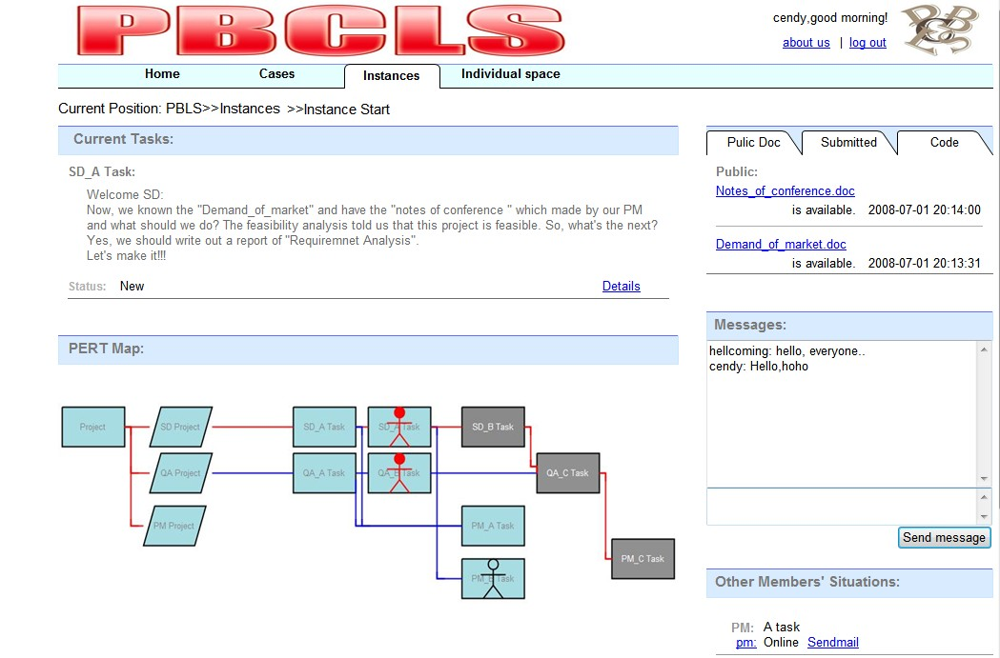 PBCLS
cendy,good morning!
about us | log out
Home Cases Instances Individual space
Current Position: PBLS>>Instances >>Instance Start
Current Tasks:
SD_A Task:
Welcome SD:
Now, we known the "Demand_of_market" and have the "notes of conference " which made by our PM
and what should we do? The feasibility analysis told us that this project is feasible. So, what's the next?
Yes, we should write out a report of "Requiremnet Analysis".
Let's make it!!!
Status: New Details
Pulic Doc Submitted Code
Public:
Notes_of_conference.doc
is available. 2008-07-01 20:14:00
Demand_of_market.doc
is available. 2008-07-01 20:13:31
PERT Map:
Project SD Project SD_A Task SD_A Task SD_B Task
QA Project QA_A Task QA_B Task QA_C Task
PM Project PM_A Task
PM_C Task
PM_B Task
Messages:
hellcoming: hello, everyone..
cendy: Hello,hoho
Send message
Other Members' Situations:
PM: A task
pm: Online Sendmail